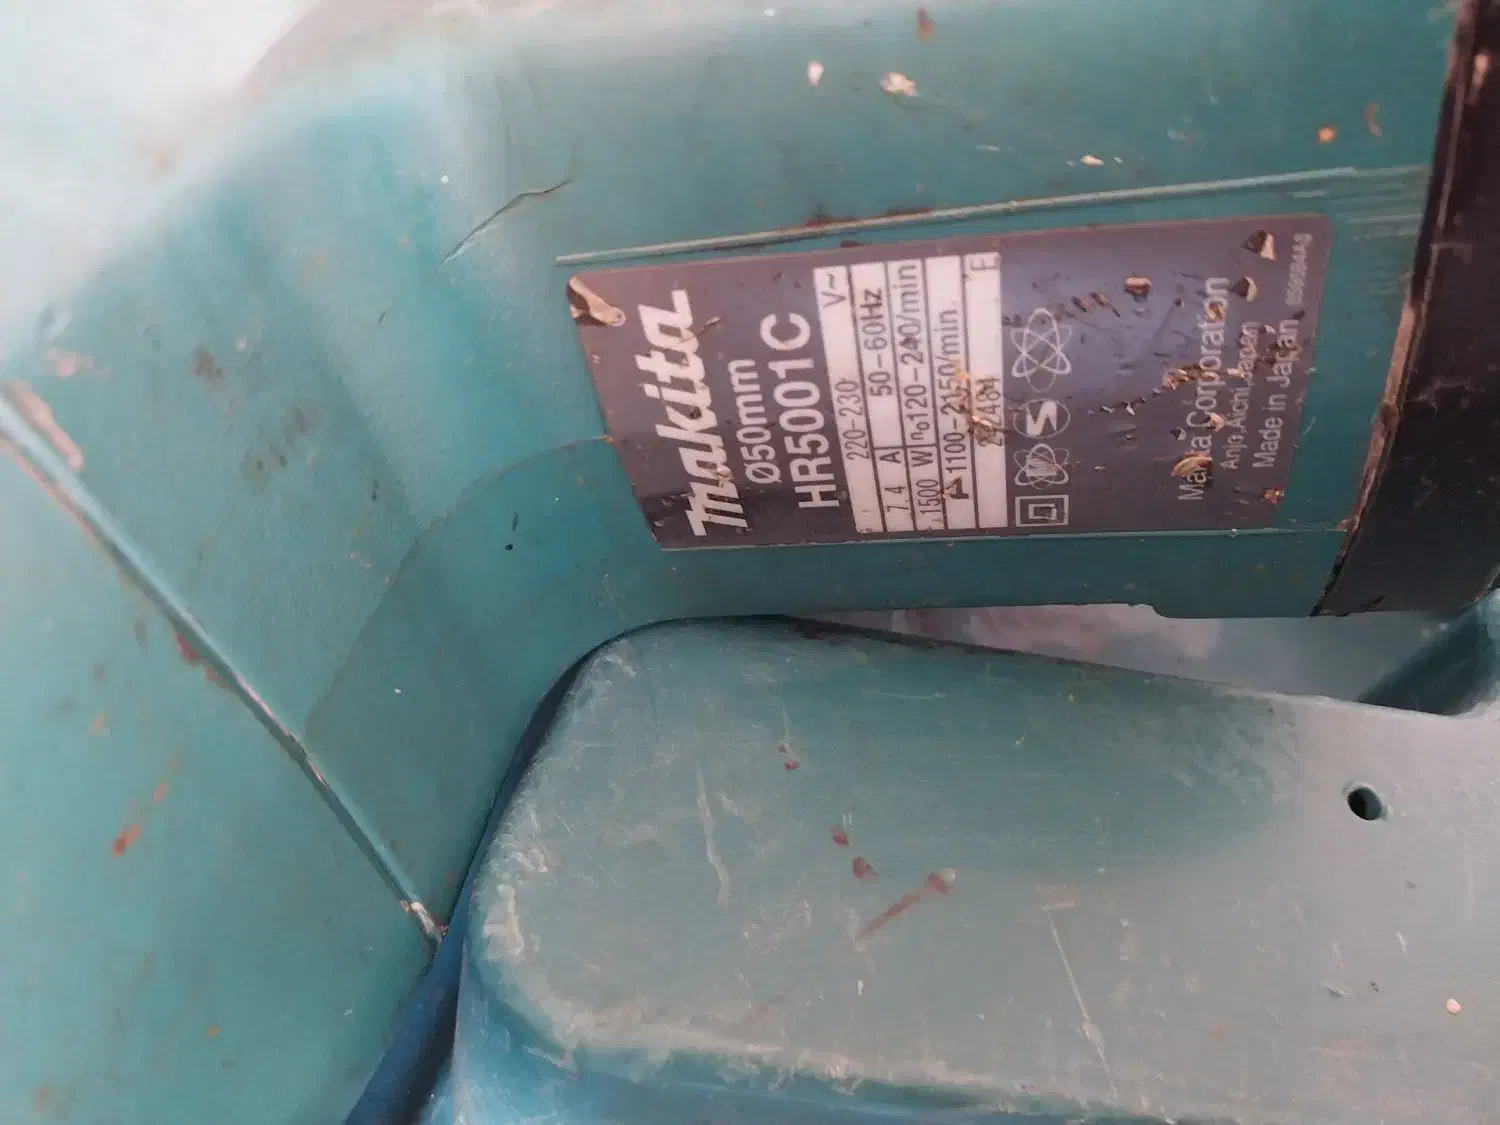 makita
Ø50mm
HR5001C
220-230 V~
7.4 A 50-60Hz
1500 W n₀120-240/min
1100-2150/min.
E
Makita Corporation
Anjo, Aichi, Japan
Made in Japan